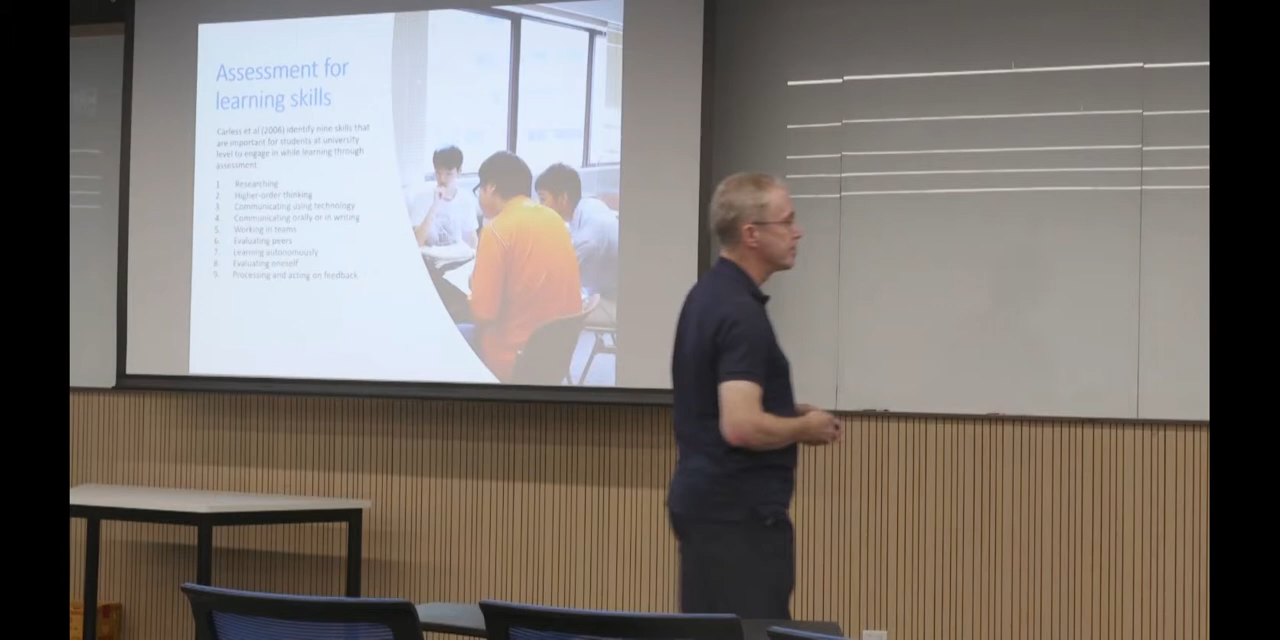 Assessment for
learning skills
Carless et al (2006) identify nine skills that
are important for students at university
level to engage in while learning through
assessment.
1. Researching
2. Higher-order thinking
3. Communicating using technology
4. Communicating orally or in writing
5. Working in teams
6. Evaluating peers
7. Learning autonomously
8. Evaluating oneself
9. Processing and acting on feedback